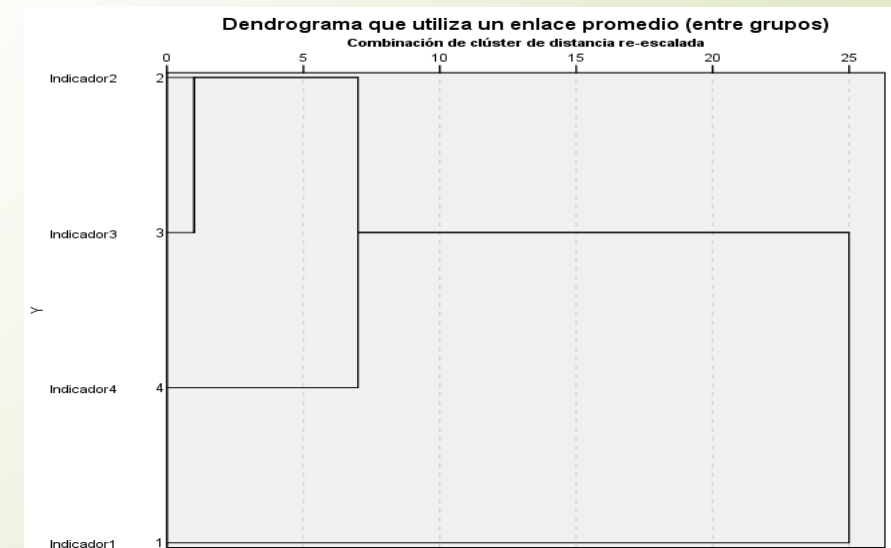 Dendrograma que utiliza un enlace promedio (entre grupos)
Combinación de clúster de distancia re-escalada
0 5 10 15 20 25
Indicador2 2
Indicador3 3
Y
Indicador4 4
Indicador1 1